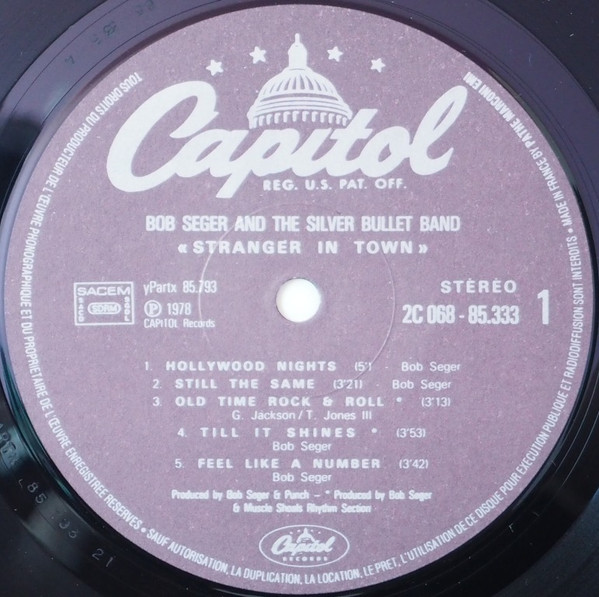 Capitol
REG. U.S. PAT. OFF.
BOB SEGER AND THE SILVER BULLET BAND
« STRANGER IN TOWN »
SACEM
SDRM
SACD
yPartx 85.793
℗ 1978
CAPITOL Records
STÉRÉO
2C 068 - 85.333
1
1. HOLLYWOOD NIGHTS (5') - Bob Seger
2. STILL THE SAME (3'21) - Bob Seger
3. OLD TIME ROCK & ROLL * (3'13)
G. Jackson / T. Jones III
4. TILL IT SHINES * (3'53)
Bob Seger
5. FEEL LIKE A NUMBER (3'42)
Bob Seger
Produced by Bob Seger & Punch – * Produced by Bob Seger
& Muscle Shoals Rhythm Section
Capitol
RECORDS
TOUS DROITS DU PRODUCTEUR DE L'ŒUVRE PHONOGRAPHIQUE ET DU PROPRIETAIRE DE L'ŒUVRE ENREGISTREE RESERVES • SAUF AUTORISATION, LA DUPLICATION, LA LOCATION, LE PRET, L'UTILISATION DE CE DISQUE POUR EXECUTION PUBLIQUE ET RADIODIFFUSION SONT INTERDITS • MADE IN FRANCE BY PATHE MARCONI EMI